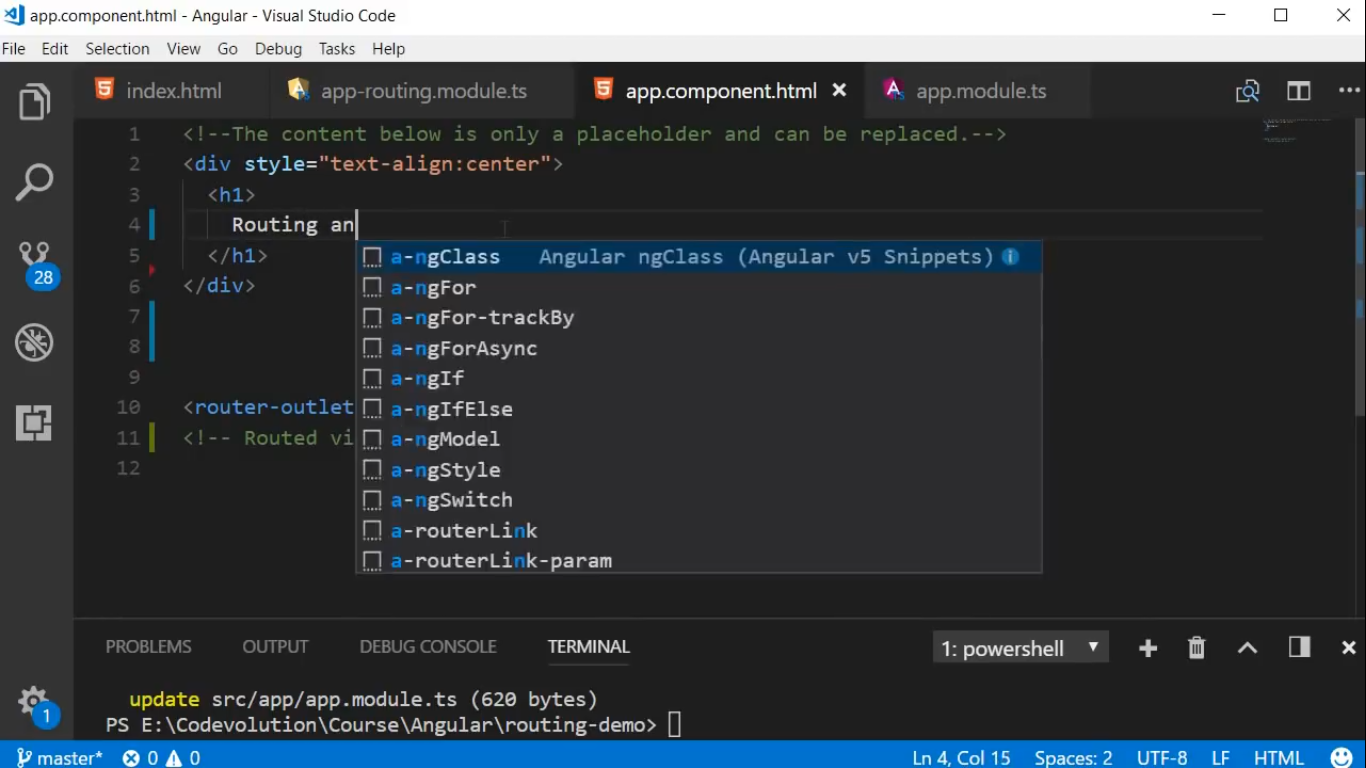 app.component.html - Angular - Visual Studio Code
File Edit Selection View Go Debug Tasks Help
index.html app-routing.module.ts app.component.html app.module.ts
1 <!--The content below is only a placeholder and can be replaced.-->
2 <div style="text-align:center">
3 <h1>
4 Routing an
5 </h1>
6 </div>
7
8
9
10 <router-outlet
11 <!-- Routed vi
12
a-ngClass Angular ngClass (Angular v5 Snippets)
a-ngFor
a-ngFor-trackBy
a-ngForAsync
a-ngIf
a-ngIfElse
a-ngModel
a-ngStyle
a-ngSwitch
a-routerLink
a-routerLink-param
28
1
PROBLEMS OUTPUT DEBUG CONSOLE TERMINAL 1: powershell
update src/app/app.module.ts (620 bytes)
PS E:\Codevolution\Course\Angular\routing-demo>
master* 0 0 Ln 4, Col 15 Spaces: 2 UTF-8 LF HTML